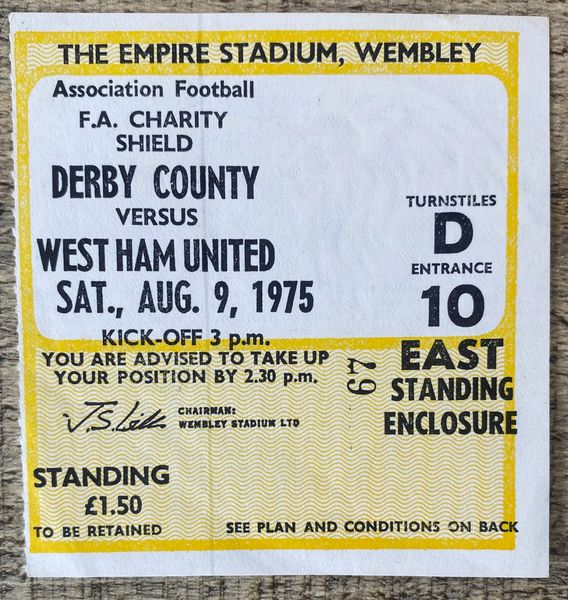 THE EMPIRE STADIUM, WEMBLEY
Association Football
F.A. CHARITY
SHIELD
DERBY COUNTY
VERSUS
WEST HAM UNITED
SAT., AUG. 9, 1975
KICK-OFF 3 p.m.
YOU ARE ADVISED TO TAKE UP
YOUR POSITION BY 2.30 p.m.
CHAIRMAN:
WEMBLEY STADIUM LTD
TURNSTILES
D
ENTRANCE
10
EAST
STANDING
ENCLOSURE
67
STANDING
£1.50
TO BE RETAINED
SEE PLAN AND CONDITIONS ON BACK